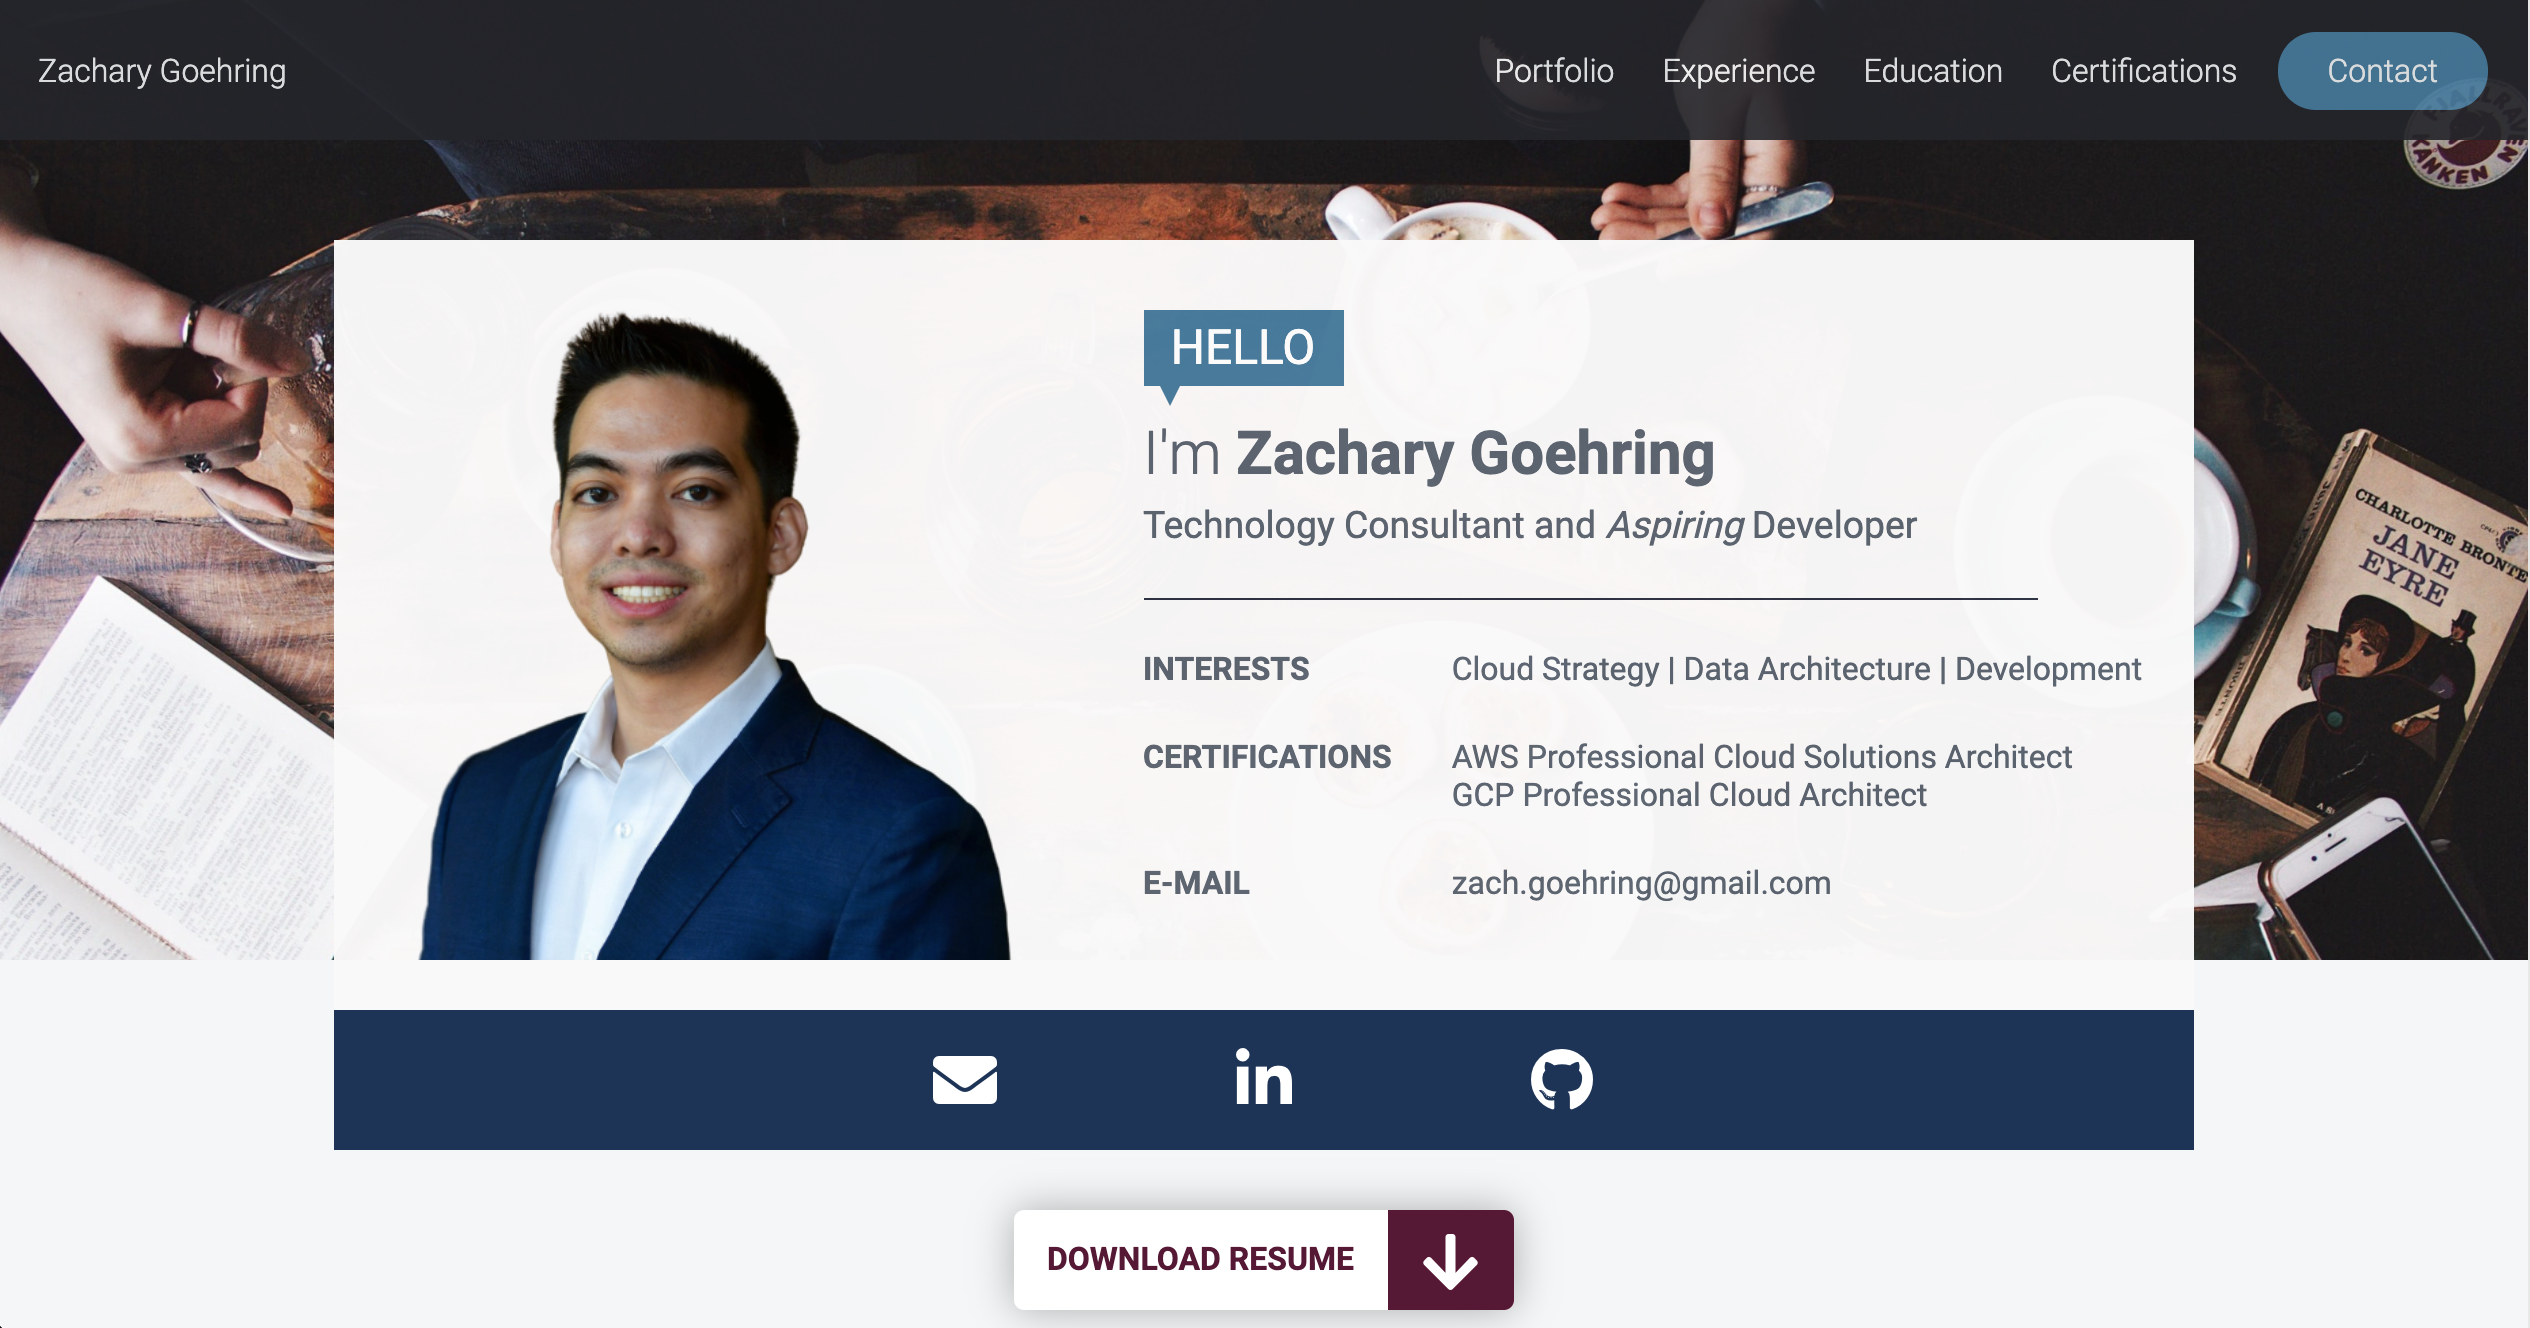 Zachary Goehring
Portfolio
Experience
Education
Certifications
Contact
KANKEN
HELLO
I'm Zachary Goehring
Technology Consultant and Aspiring Developer
INTERESTS
Cloud Strategy | Data Architecture | Development
CERTIFICATIONS
AWS Professional Cloud Solutions Architect
GCP Professional Cloud Architect
E-MAIL
zach.goehring@gmail.com
CHARLOTTE BRONTE
JANE
EYRE
in
DOWNLOAD RESUME